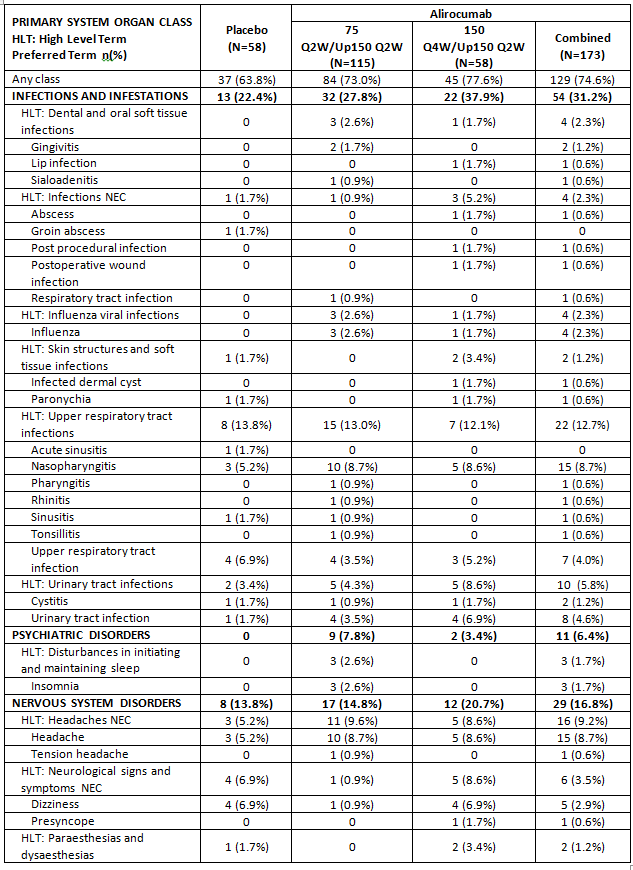 PRIMARY SYSTEM ORGAN CLASS
HLT: High Level Term
Preferred Term n(%)
Placebo
(N=58)
Alirocumab
75
Q2W/Up150 Q2W
(N=115)
150
Q4W/Up150 Q2W
(N=58)
Combined
(N=173)
Any class 37 (63.8%) 84 (73.0%) 45 (77.6%) 129 (74.6%)
INFECTIONS AND INFESTATIONS 13 (22.4%) 32 (27.8%) 22 (37.9%) 54 (31.2%)
HLT: Dental and oral soft tissue
infections 0 3 (2.6%) 1 (1.7%) 4 (2.3%)
Gingivitis 0 2 (1.7%) 0 2 (1.2%)
Lip infection 0 0 1 (1.7%) 1 (0.6%)
Sialoadenitis 0 1 (0.9%) 0 1 (0.6%)
HLT: Infections NEC 1 (1.7%) 1 (0.9%) 3 (5.2%) 4 (2.3%)
Abscess 0 0 1 (1.7%) 1 (0.6%)
Groin abscess 1 (1.7%) 0 0 0
Post procedural infection 0 0 1 (1.7%) 1 (0.6%)
Postoperative wound 0 0 1 (1.7%) 1 (0.6%)
infection
Respiratory tract infection 0 1 (0.9%) 0 1 (0.6%)
HLT: Influenza viral infections 0 3 (2.6%) 1 (1.7%) 4 (2.3%)
Influenza 0 3 (2.6%) 1 (1.7%) 4 (2.3%)
HLT: Skin structures and soft
tissue infections 1 (1.7%) 0 2 (3.4%) 2 (1.2%)
Infected dermal cyst 0 0 1 (1.7%) 1 (0.6%)
Paronychia 1 (1.7%) 0 1 (1.7%) 1 (0.6%)
HLT: Upper respiratory tract
infections 8 (13.8%) 15 (13.0%) 7 (12.1%) 22 (12.7%)
Acute sinusitis 1 (1.7%) 0 0 0
Nasopharyngitis 3 (5.2%) 10 (8.7%) 5 (8.6%) 15 (8.7%)
Pharyngitis 0 1 (0.9%) 0 1 (0.6%)
Rhinitis 0 1 (0.9%) 0 1 (0.6%)
Sinusitis 1 (1.7%) 1 (0.9%) 0 1 (0.6%)
Tonsillitis 0 1 (0.9%) 0 1 (0.6%)
Upper respiratory tract
infection 4 (6.9%) 4 (3.5%) 3 (5.2%) 7 (4.0%)
HLT: Urinary tract infections 2 (3.4%) 5 (4.3%) 5 (8.6%) 10 (5.8%)
Cystitis 1 (1.7%) 1 (0.9%) 1 (1.7%) 2 (1.2%)
Urinary tract infection 1 (1.7%) 4 (3.5%) 4 (6.9%) 8 (4.6%)
PSYCHIATRIC DISORDERS 0 9 (7.8%) 2 (3.4%) 11 (6.4%)
HLT: Disturbances in initiating
and maintaining sleep 0 3 (2.6%) 0 3 (1.7%)
Insomnia 0 3 (2.6%) 0 3 (1.7%)
NERVOUS SYSTEM DISORDERS 8 (13.8%) 17 (14.8%) 12 (20.7%) 29 (16.8%)
HLT: Headaches NEC 3 (5.2%) 11 (9.6%) 5 (8.6%) 16 (9.2%)
Headache 3 (5.2%) 10 (8.7%) 5 (8.6%) 15 (8.7%)
Tension headache 0 1 (0.9%) 0 1 (0.6%)
HLT: Neurological signs and
symptoms NEC 4 (6.9%) 1 (0.9%) 5 (8.6%) 6 (3.5%)
Dizziness 4 (6.9%) 1 (0.9%) 4 (6.9%) 5 (2.9%)
Presyncope 0 0 1 (1.7%) 1 (0.6%)
HLT: Paraesthesias and
dysaesthesias 1 (1.7%) 0 2 (3.4%) 2 (1.2%)